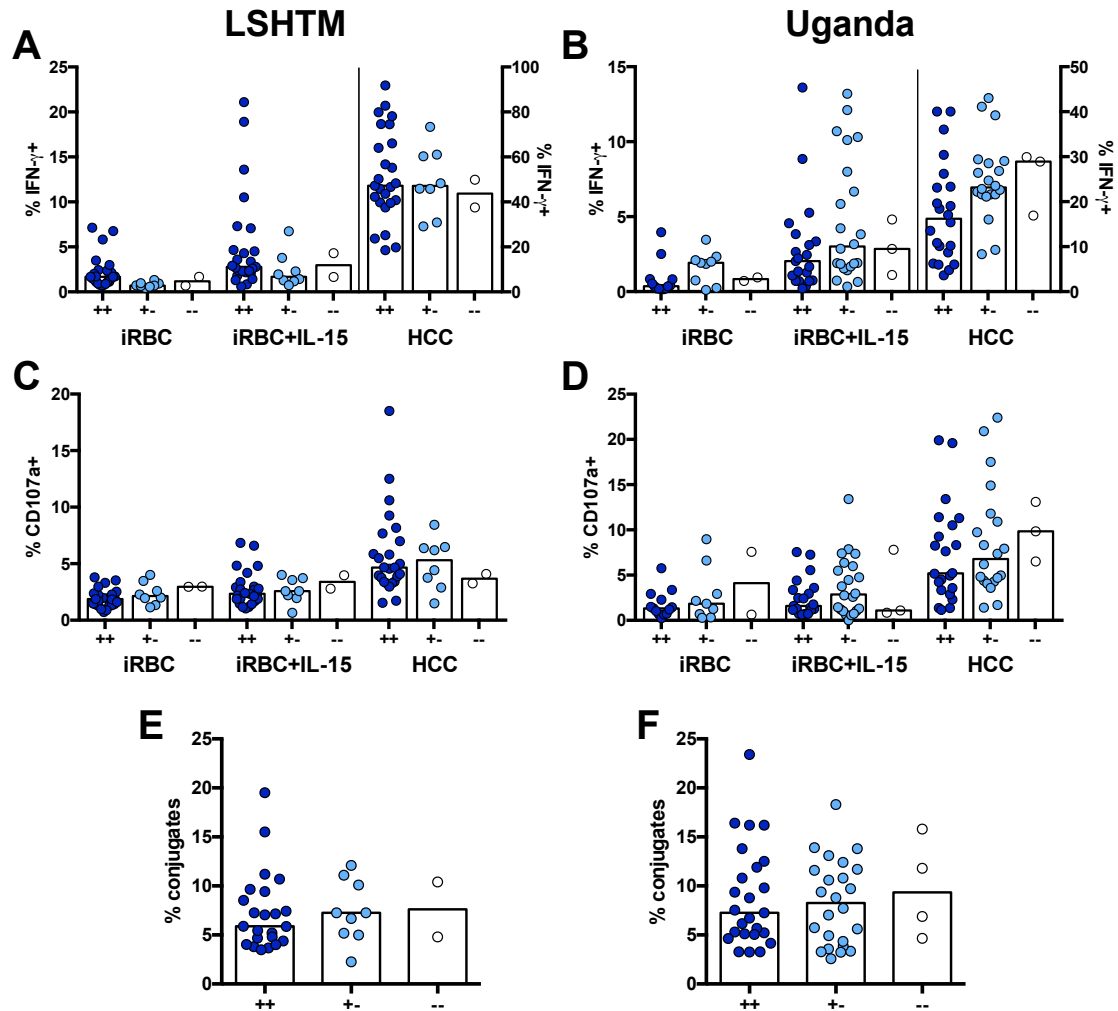 LSHTM
Uganda
A
25
20
15
10
5
0
% IFN-γ+
100
80
60
40
20
0
% IFN-γ+
++ +- -- ++ +- -- ++ +- --
iRBC iRBC+IL-15 HCC
B
15
10
5
0
% IFN-γ+
50
40
30
20
10
0
% IFN-γ+
++ +- -- ++ +- -- ++ +- --
iRBC iRBC+IL-15 HCC
C
20
15
10
5
0
% CD107a+
++ +- -- ++ +- -- ++ +- --
iRBC iRBC+IL-15 HCC
D
25
20
15
10
5
0
% CD107a+
++ +- -- ++ +- -- ++ +- --
iRBC iRBC+IL-15 HCC
E
25
20
15
10
5
0
% conjugates
++ +- --
F
25
20
15
10
5
0
% conjugates
++ +- --